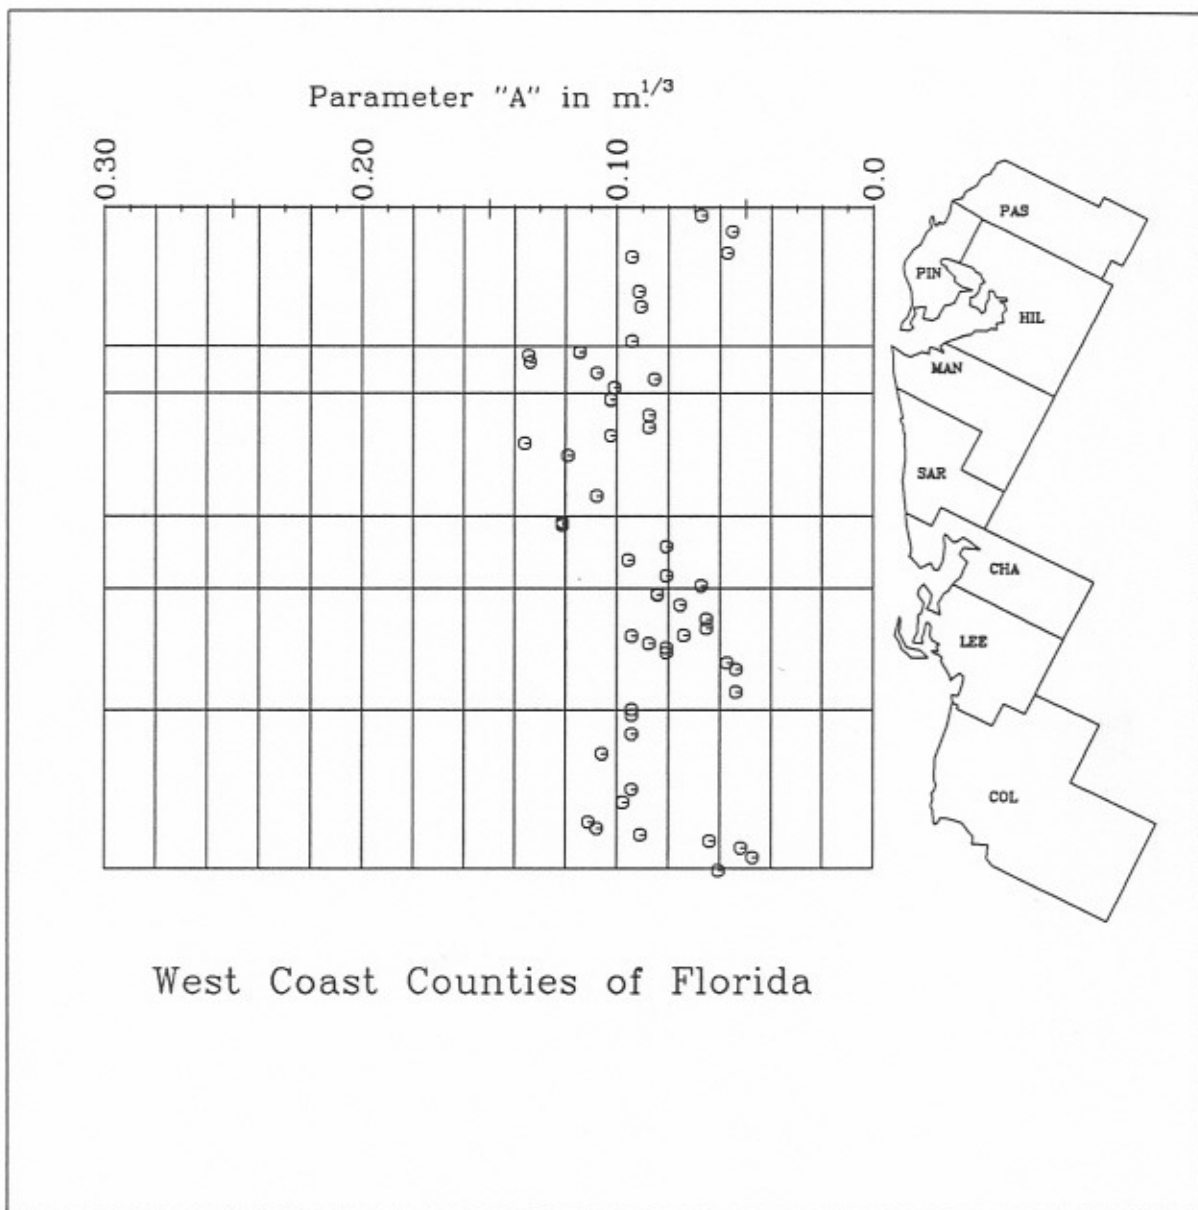 Parameter "A" in m.1/3
0.30
0.20
0.10
0.0
PAS
PIN
HIL
MAN
SAR
CHA
LEE
COL
West Coast Counties of Florida